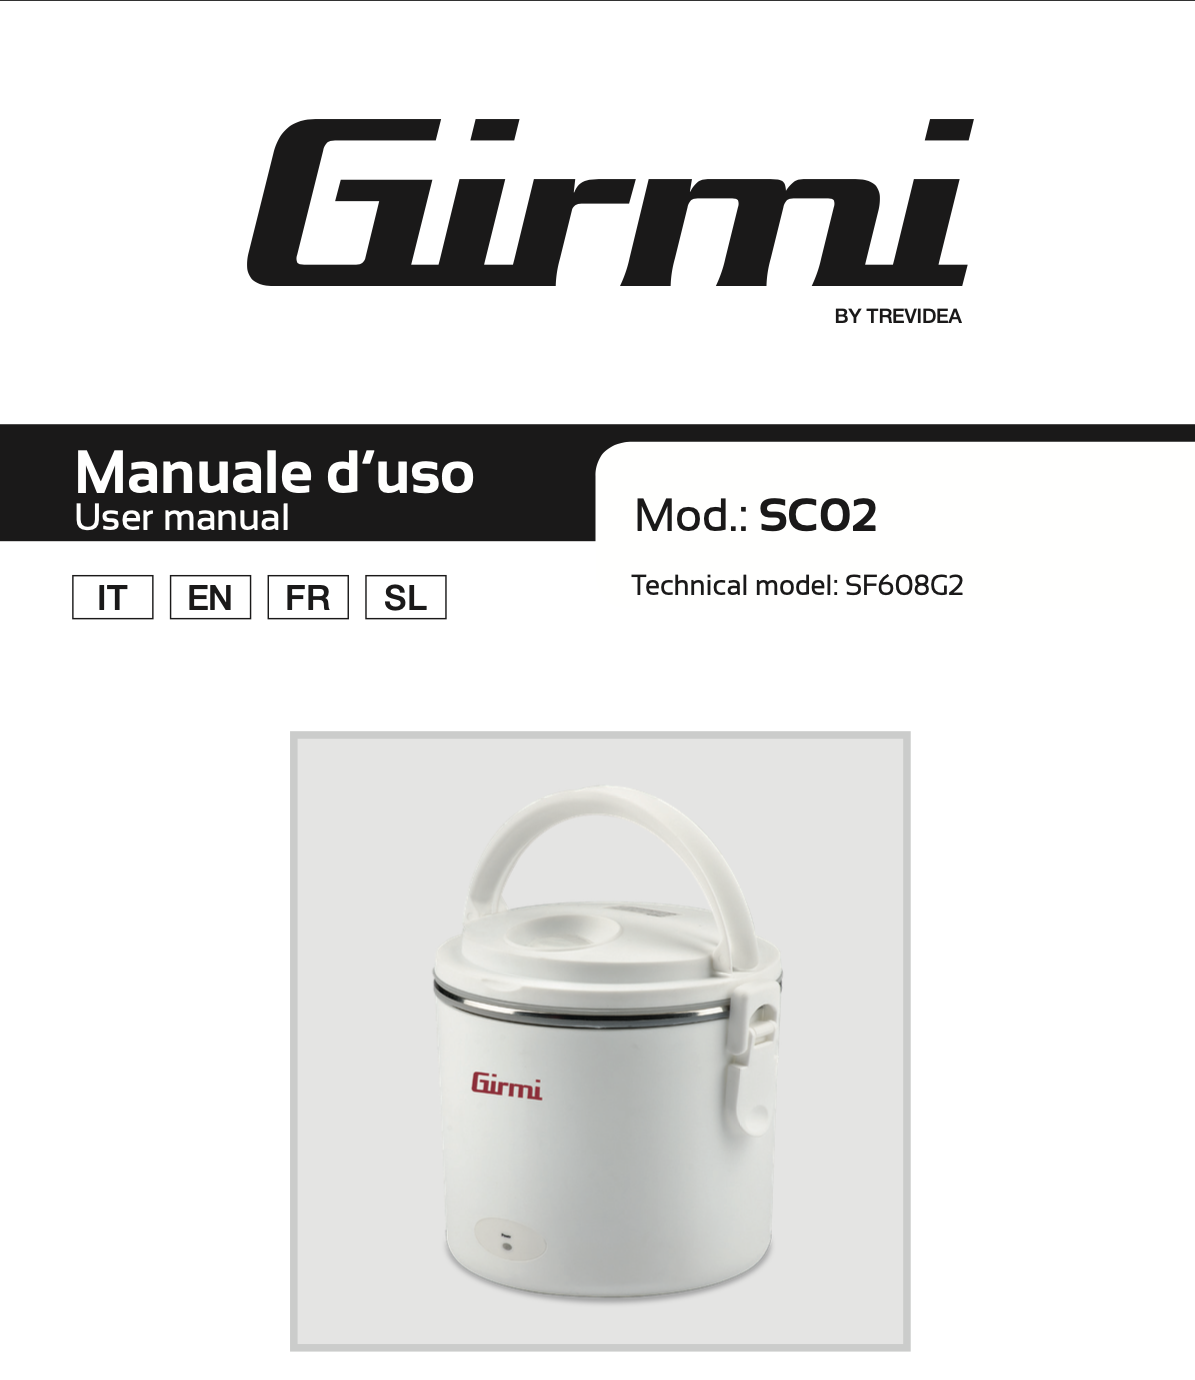 Girmi
BY TREVIDEA
Manuale d'uso
User manual
Mod.: SC02
Technical model: SF608G2
IT EN FR SL
Girmi